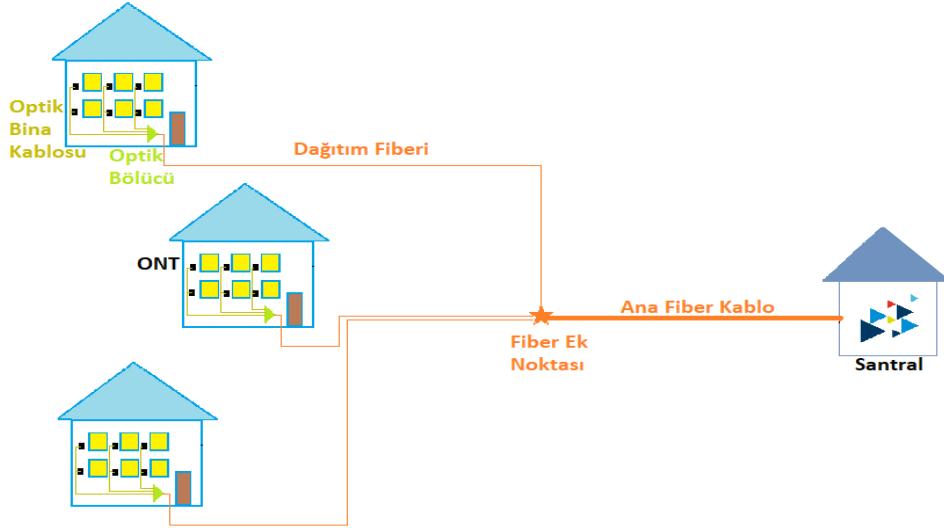 Optik
Bina
Kablosu
Optik
Bölücü
Dağıtım Fiberi
ONT
Ana Fiber Kablo
Fiber Ek
Noktası
Santral